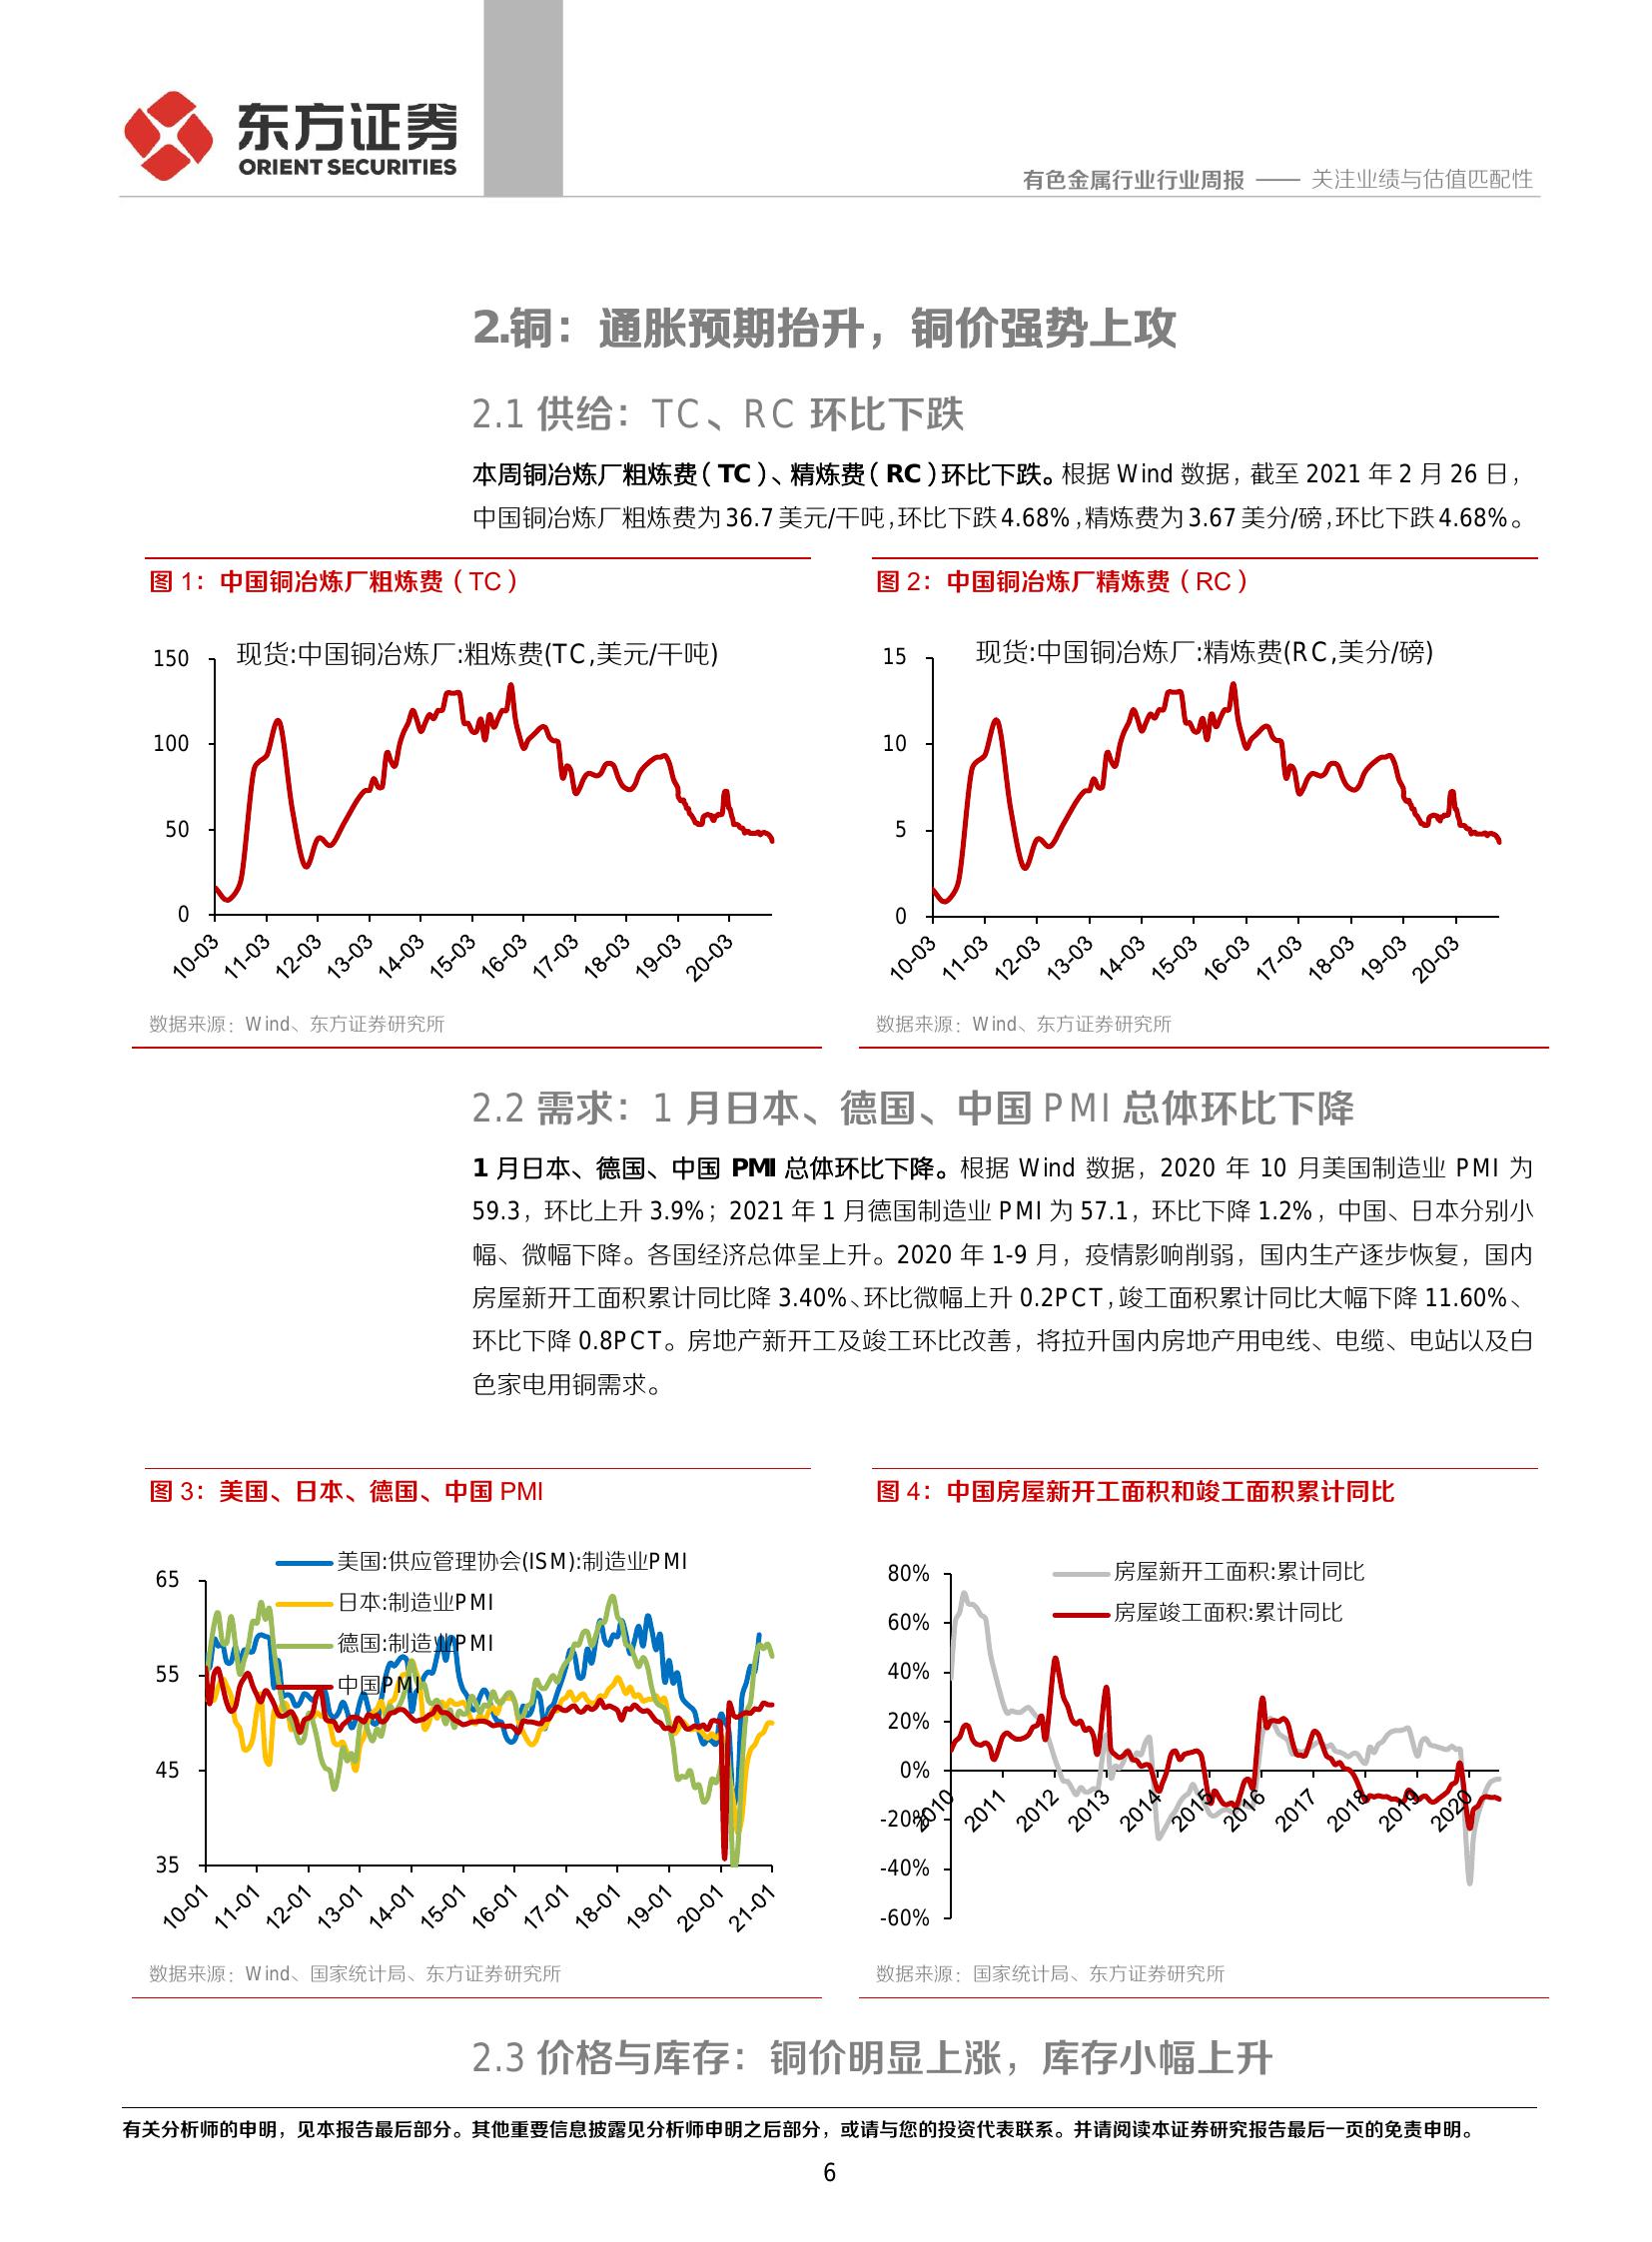 东方证券
ORIENT SECURITIES
有色金属行业行业周报 —— 关注业绩与估值匹配性
2.铜：通胀预期抬升，铜价强势上攻
2.1 供给：TC、RC 环比下跌
本周铜冶炼厂粗炼费（TC）、精炼费（RC）环比下跌。根据 Wind 数据，截至 2021 年 2 月 26 日，
中国铜冶炼厂粗炼费为 36.7 美元/干吨，环比下跌 4.68%，精炼费为 3.67 美分/磅，环比下跌 4.68%。
图 1：中国铜冶炼厂粗炼费（TC）
现货:中国铜冶炼厂:粗炼费(TC,美元/干吨)
150
100
50
0
10-03 11-03 12-03 13-03 14-03 15-03 16-03 17-03 18-03 19-03 20-03
数据来源：Wind、东方证券研究所
图 2：中国铜冶炼厂精炼费（RC）
现货:中国铜冶炼厂:精炼费(RC,美分/磅)
15
10
5
0
10-03 11-03 12-03 13-03 14-03 15-03 16-03 17-03 18-03 19-03 20-03
数据来源：Wind、东方证券研究所
2.2 需求：1 月日本、德国、中国 PMI 总体环比下降
1 月日本、德国、中国 PMI 总体环比下降。根据 Wind 数据，2020 年 10 月美国制造业 PMI 为
59.3，环比上升 3.9%；2021 年 1 月德国制造业 PMI 为 57.1，环比下降 1.2%，中国、日本分别小
幅、微幅下降。各国经济总体呈上升。2020 年 1-9 月，疫情影响削弱，国内生产逐步恢复，国内
房屋新开工面积累计同比降 3.40%、环比微幅上升 0.2PCT，竣工面积累计同比大幅下降 11.60%、
环比下降 0.8PCT。房地产新开工及竣工环比改善，将拉升国内房地产用电线、电缆、电站以及白
色家电用铜需求。
图 3：美国、日本、德国、中国 PMI
美国:供应管理协会(ISM):制造业PMI
日本:制造业PMI
德国:制造业PMI
中国PMI
65
55
45
35
10-01 11-01 12-01 13-01 14-01 15-01 16-01 17-01 18-01 19-01 20-01 21-01
数据来源：Wind、国家统计局、东方证券研究所
图 4：中国房屋新开工面积和竣工面积累计同比
房屋新开工面积:累计同比
房屋竣工面积:累计同比
80%
60%
40%
20%
0%
-20%
-40%
-60%
2010 2011 2012 2013 2014 2015 2016 2017 2018 2019 2020
数据来源：国家统计局、东方证券研究所
2.3 价格与库存：铜价明显上涨，库存小幅上升
有关分析师的申明，见本报告最后部分。其他重要信息披露见分析师申明之后部分，或请与您的投资代表联系。并请阅读本证券研究报告最后一页的免责申明。
6